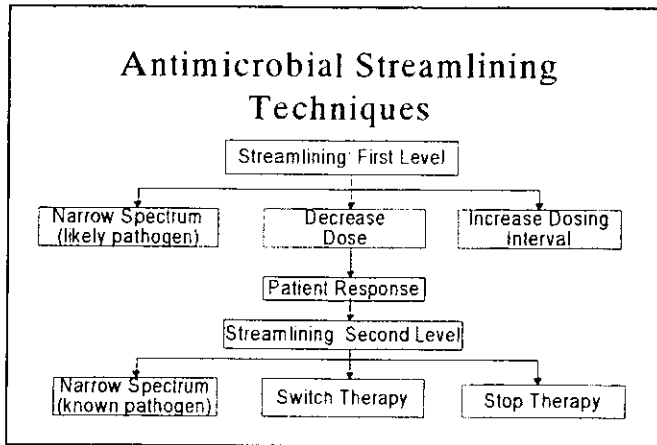 Antimicrobial Streamlining
Techniques
Streamlining: First Level
Narrow Spectrum
(likely pathogen)
Decrease
Dose
Increase Dosing
Interval
Patient Response
Streamlining Second Level
Narrow Spectrum
(known pathogen)
Switch Therapy
Stop Therapy